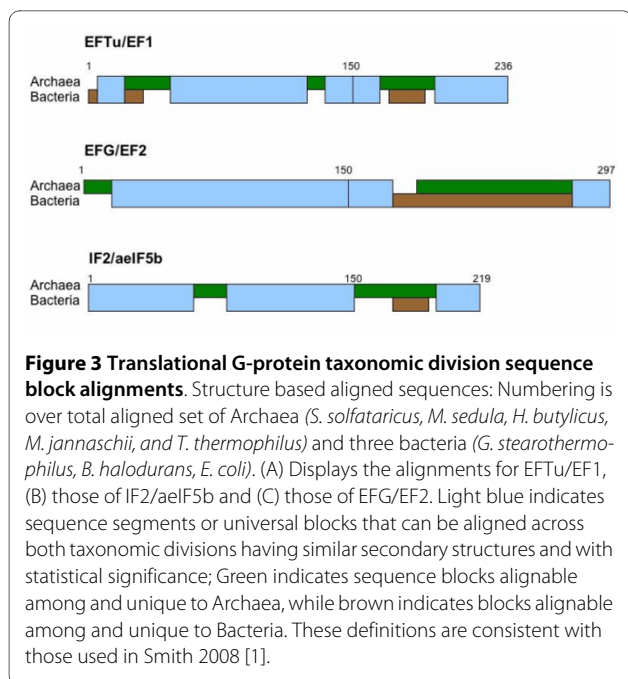 EFTu/EF1
1 150 236
Archaea
Bacteria
EFG/EF2
1 150 297
Archaea
Bacteria
IF2/aeIF5b
1 150 219
Archaea
Bacteria
Figure 3 Translational G-protein taxonomic division sequence
block alignments. Structure based aligned sequences: Numbering is
over total aligned set of Archaea (S. solfataricus, M. sedula, H. butylicus,
M. jannaschii, and T. thermophilus) and three bacteria (G. stearothermo-
philus, B. halodurans, E. coli). (A) Displays the alignments for EFTu/EF1,
(B) those of IF2/aeIF5b and (C) those of EFG/EF2. Light blue indicates
sequence segments or universal blocks that can be aligned across
both taxonomic divisions having similar secondary structures and with
statistical significance; Green indicates sequence blocks alignable
among and unique to Archaea, while brown indicates blocks alignable
among and unique to Bacteria. These definitions are consistent with
those used in Smith 2008 [1].